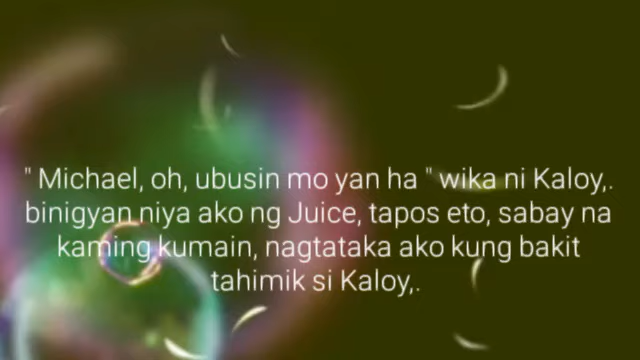 " Michael, oh, ubusin mo yan ha " wika ni Kaloy,.
binigyan niya ako ng Juice, tapos eto, sabay na
kaming kumain, nagtataka ako kung bakit
tahimik si Kaloy,.